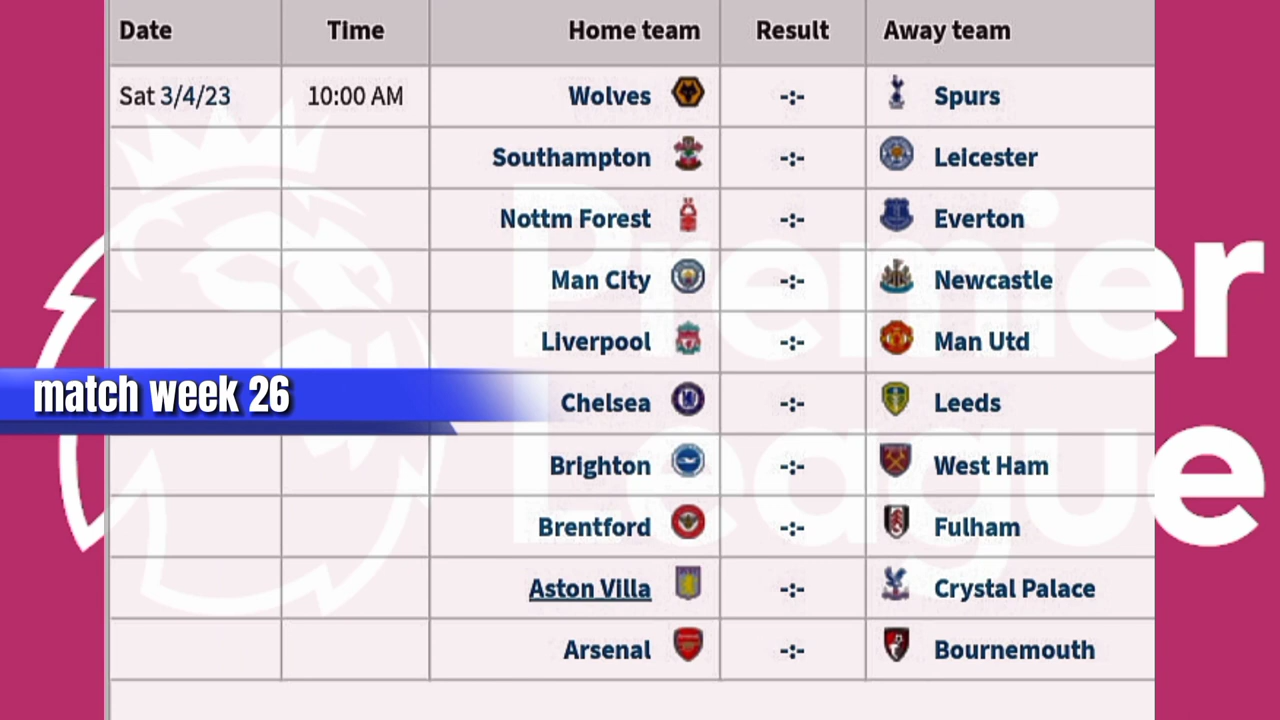 Date Time Home team Result Away team
Sat 3/4/23 10:00 AM Wolves -:- Spurs
Southampton -:- Leicester
Nottm Forest -:- Everton
Man City -:- Newcastle
Liverpool -:- Man Utd
match week 26 Chelsea -:- Leeds
Brighton -:- West Ham
Brentford -:- Fulham
Aston Villa -:- Crystal Palace
Arsenal -:- Bournemouth
Premier
League